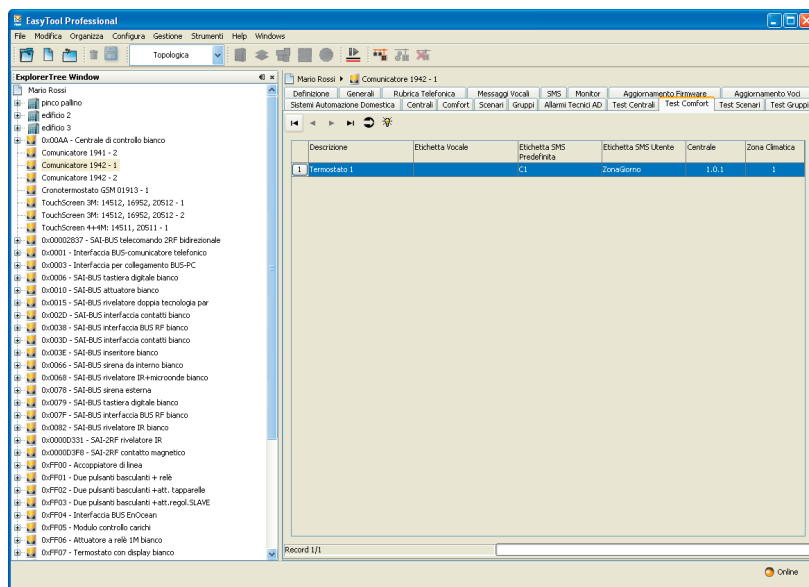 EasyTool Professional
File Modifica Organizza Configura Gestione Strumenti Help Windows
Topologica
ExplorerTree Window
Mario Rossi
pinco pallino
edificio 2
edificio 3
0x00AA - Centrale di controllo bianco
Comunicatore 1941 - 2
Comunicatore 1942 - 1
Comunicatore 1942 - 2
Cronotermostato GSM 01913 - 1
TouchScreen 3M: 14512, 16952, 20512 - 1
TouchScreen 3M: 14512, 16952, 20512 - 2
TouchScreen 4+4M: 14511, 20511 - 1
0x00002837 - SAI-BUS telecomando 2RF bidirezionale
0x0001 - Interfaccia BUS-comunicatore telefonico
0x0003 - Interfaccia per collegamento BUS-PC
0x0006 - SAI-BUS tastiera digitale bianco
0x0010 - SAI-BUS attuatore bianco
0x0015 - SAI-BUS rivelatore doppia tecnologia par
0x002D - SAI-BUS interfaccia contatti bianco
0x0038 - SAI-BUS interfaccia BUS RF bianco
0x003D - SAI-BUS interfaccia contatti bianco
0x003E - SAI-BUS inseritore bianco
0x0066 - SAI-BUS sirena da interno bianco
0x0068 - SAI-BUS rivelatore IR+microonde bianco
0x0078 - SAI-BUS sirena esterna
0x0079 - SAI-BUS tastiera digitale bianco
0x007F - SAI-BUS interfaccia BUS RF bianco
0x0082 - SAI-BUS rivelatore IR bianco
0x0000D331 - SAI-2RF rivelatore IR
0x0000D3F8 - SAI-2RF contatto magnetico
0xFF00 - Accoppiatore di linea
0xFF01 - Due pulsanti basculanti + relè
0xFF02 - Due pulsanti basculanti +att. tapparelle
0xFF03 - Due pulsanti basculanti +att.regol.SLAVE
0xFF04 - Interfaccia BUS EnOcean
0xFF05 - Modulo controllo carichi
0xFF06 - Attuatore a relè 1M bianco
0xFF07 - Termostato con display bianco
Mario Rossi Comunicatore 1942 - 1
Definizione Generali Rubrica Telefonica Messaggi Vocali SMS Monitor Aggiornamento Firmware Aggiornamento Voci
Sistemi Automazione Domestica Centrali Comfort Scenari Gruppi Allarmi Tecnici AD Test Centrali Test Comfort Test Scenari Test Gruppi
Descrizione Etichetta Vocale Etichetta SMS Predefinita Etichetta SMS Utente Centrale Zona Climatica
1 Termostato 1 C1 ZonaGiorno 1.0.1 1
Record 1/1
Online